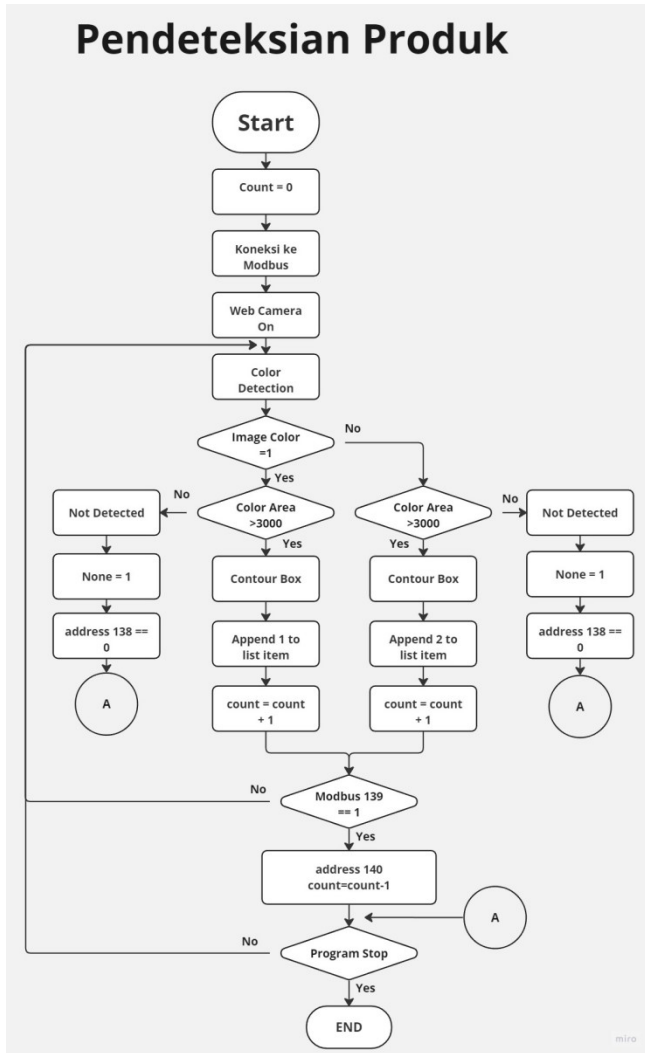 Pendeteksian Produk
Start
Count = 0
Koneksi ke
Modbus
Web Camera
On
Color
Detection
Image Color
=1
No
Yes
No
Color Area
>3000
Color Area
>3000
No
Not Detected
Yes
Yes
Not Detected
None = 1
Contour Box
Contour Box
None = 1
address 138 ==
0
Append 1 to
list item
Append 2 to
list item
address 138 ==
0
A
count = count
+ 1
count = count
+ 1
A
No
Modbus 139
== 1
Yes
address 140
count=count-1
A
No
Program Stop
Yes
END
miro